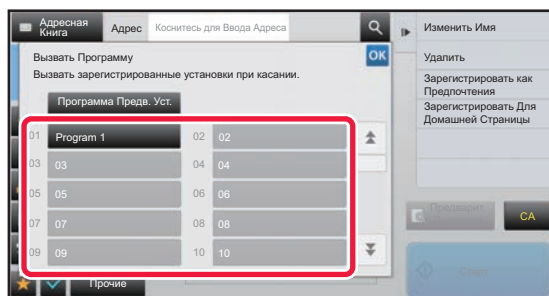 Адресная Книга
Адрес
Коснитесь для Ввода Адреса
Изменить Имя
Вызвать Программу
OK
Удалить
Вызвать зарегистрированные установки при касании.
Зарегистрировать как Предпочтения
Программа Предв. Уст.
Зарегистрировать Для Домашней Страницы
01 Program 1
02 02
03 03
04 04
05 05
06 06
07 07
08 08
CA
09 09
10 10
Прочие